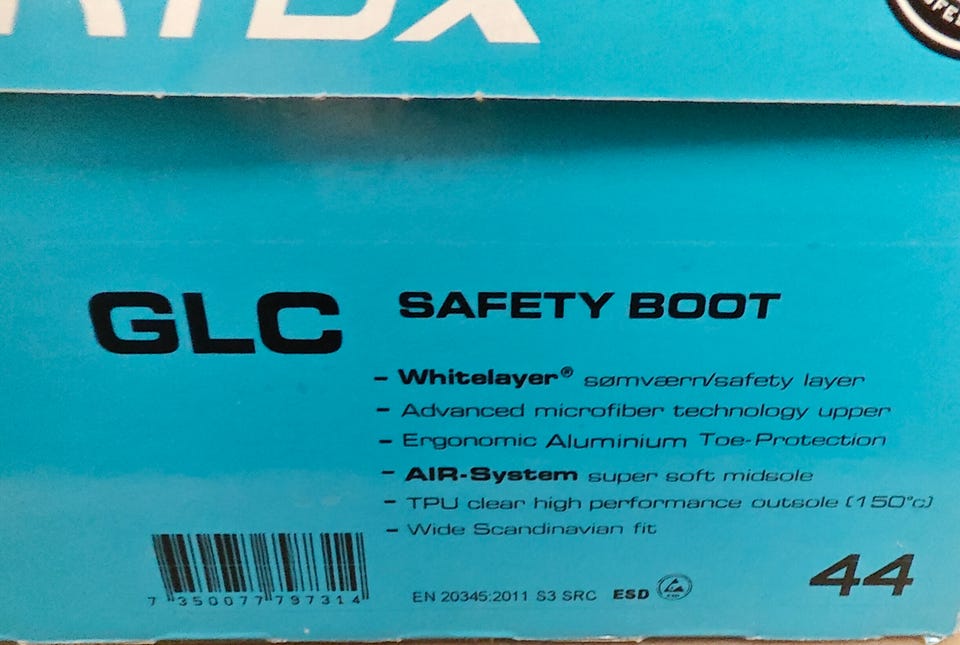 GLC SAFETY BOOT
– Whitelayer® sømværn/safety layer
– Advanced microfiber technology upper
– Ergonomic Aluminium Toe-Protection
– AIR-System super soft midsole
– TPU clear high performance outsole (150°c)
– Wide Scandinavian fit
44
7 350077 797314
EN 20345:2011 S3 SRC ESD